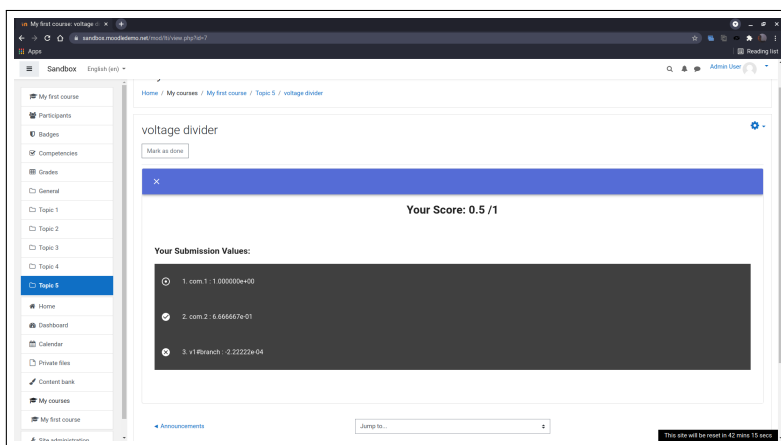 My first course: voltage di
sandbox.moodledemo.net/mod/lti/view.php?id=7
Apps
Reading list
Sandbox English (en)
Admin User
My first course
Participants
Badges
Competencies
Grades
General
Topic 1
Topic 2
Topic 3
Topic 4
Topic 5
Home
Dashboard
Calendar
Private files
Content bank
My courses
My first course
Site administration
Home / My courses / My first course / Topic 5 / voltage divider
voltage divider
Mark as done
Your Score: 0.5 /1
Your Submission Values:
1. com.1 : 1.000000e+00
2. com.2 : 6.666667e-01
3. v1#branch : -2.22222e-04
◄ Announcements
Jump to...
This site will be reset in 42 mins 15 secs